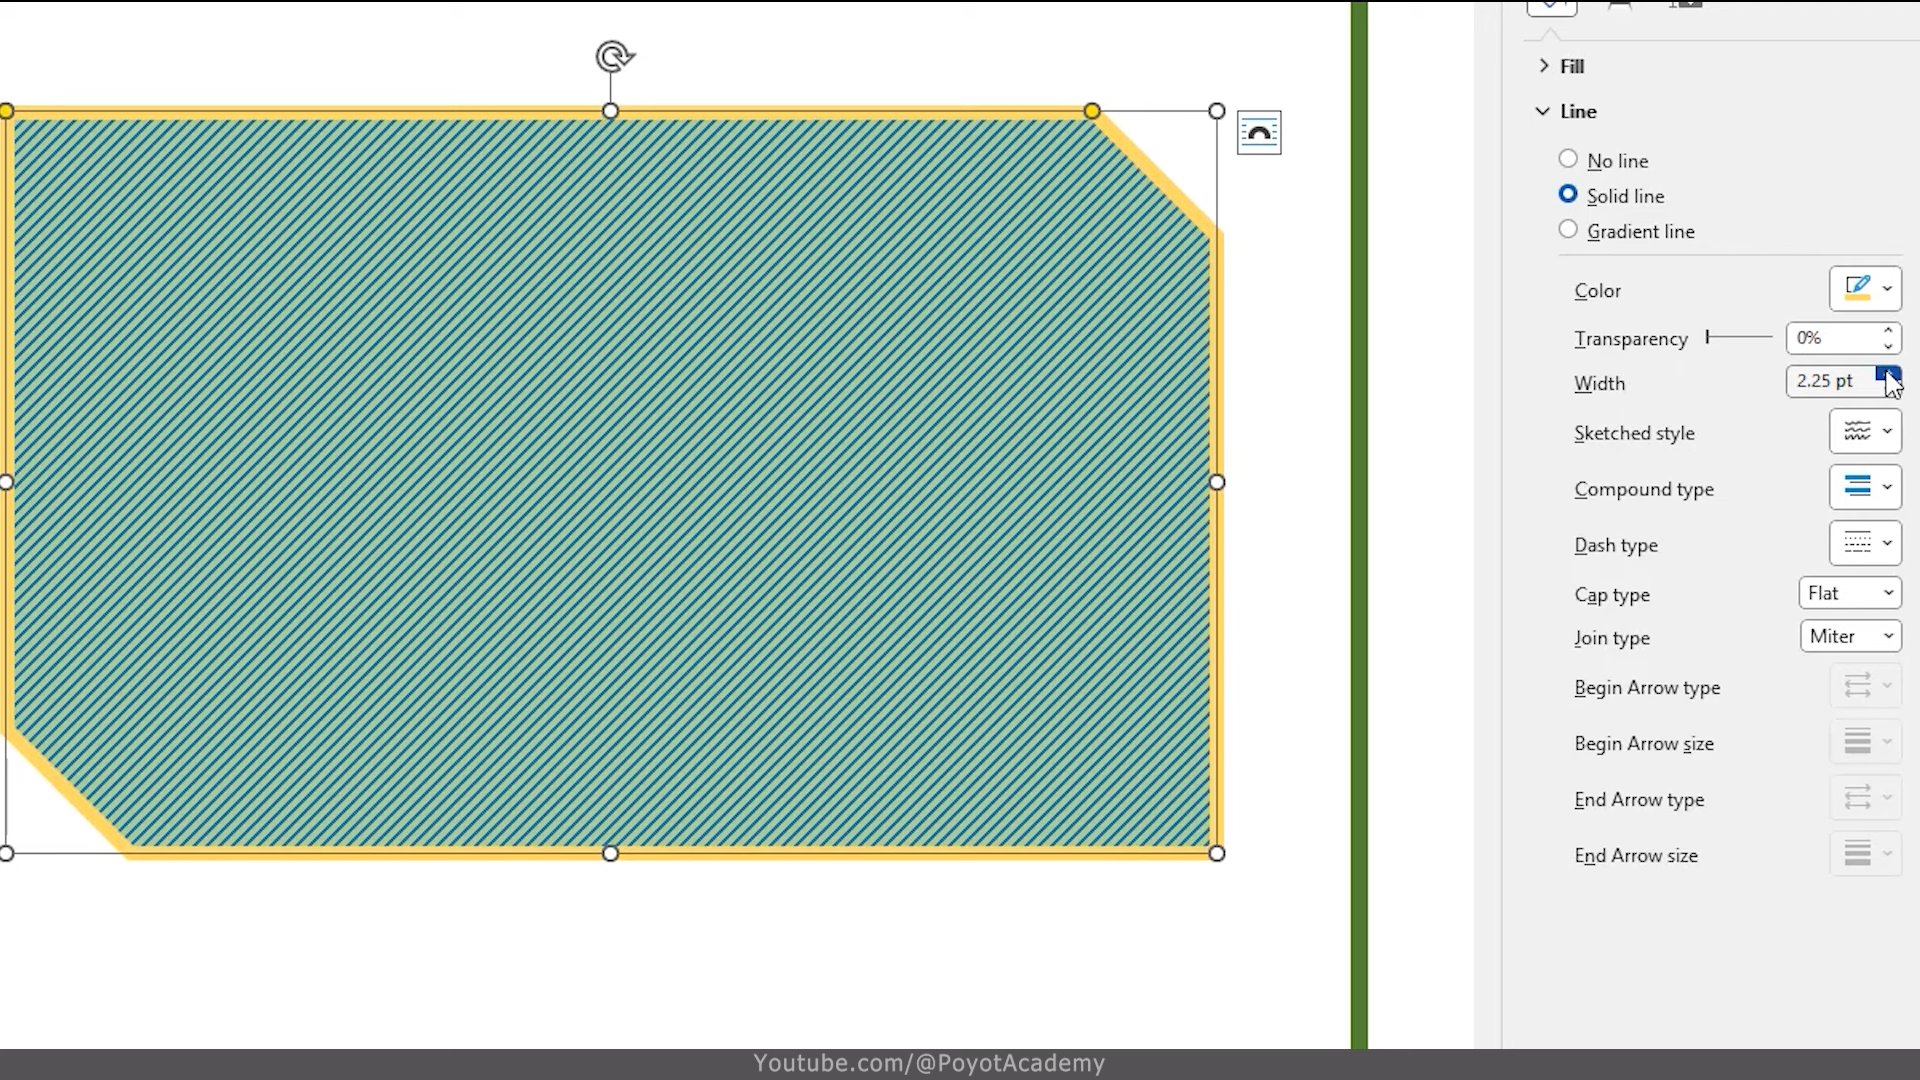 Fill
Line
No line
Solid line
Gradient line
Color
Transparency 0%
Width 2.25 pt
Sketched style
Compound type
Dash type
Cap type Flat
Join type Miter
Begin Arrow type
Begin Arrow size
End Arrow type
End Arrow size
Youtube.com/@PoyotAcademy